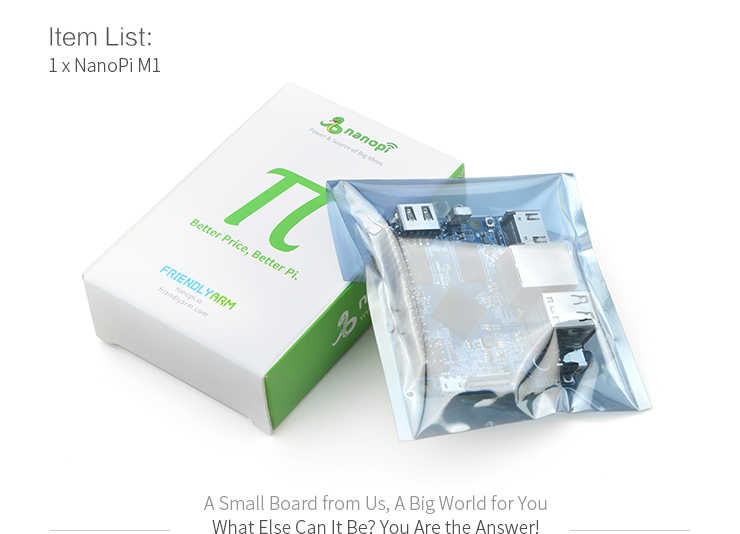 Item List:
1 x NanoPi M1
nanopi
Power & Source of Big Ideas.
π
Better Price, Better Pi.
FRIENDLYARM
nanopi.io
friendlyarm.com
A Small Board from Us, A Big World for You
What Else Can It Be? You Are the Answer!